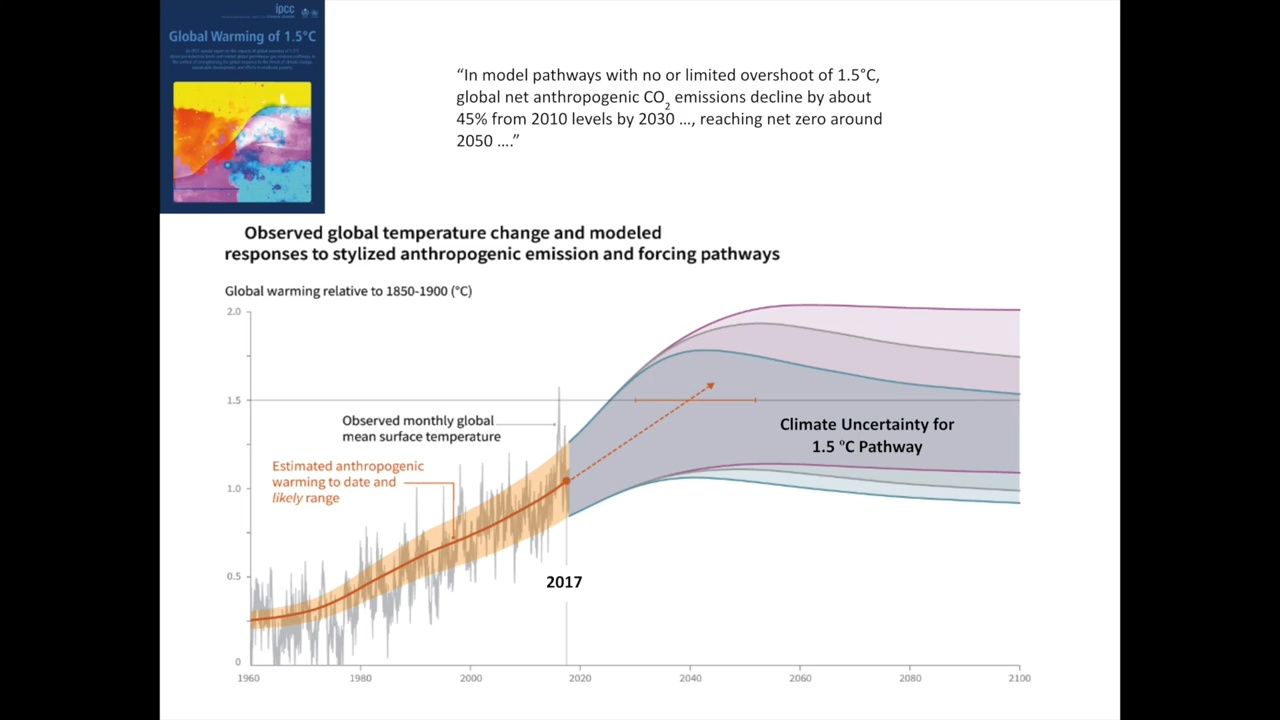 ipcc
Global Warming of 1.5°C
“In model pathways with no or limited overshoot of 1.5°C,
global net anthropogenic CO2 emissions decline by about
45% from 2010 levels by 2030 ..., reaching net zero around
2050 ....”
Observed global temperature change and modeled
responses to stylized anthropogenic emission and forcing pathways
Global warming relative to 1850-1900 (°C)
2.0
1.5
Observed monthly global
mean surface temperature
Climate Uncertainty for
1.5 °C Pathway
Estimated anthropogenic
warming to date and
likely range
1.0
2017
0.5
0
1960
1980
2000
2020
2040
2060
2080
2100